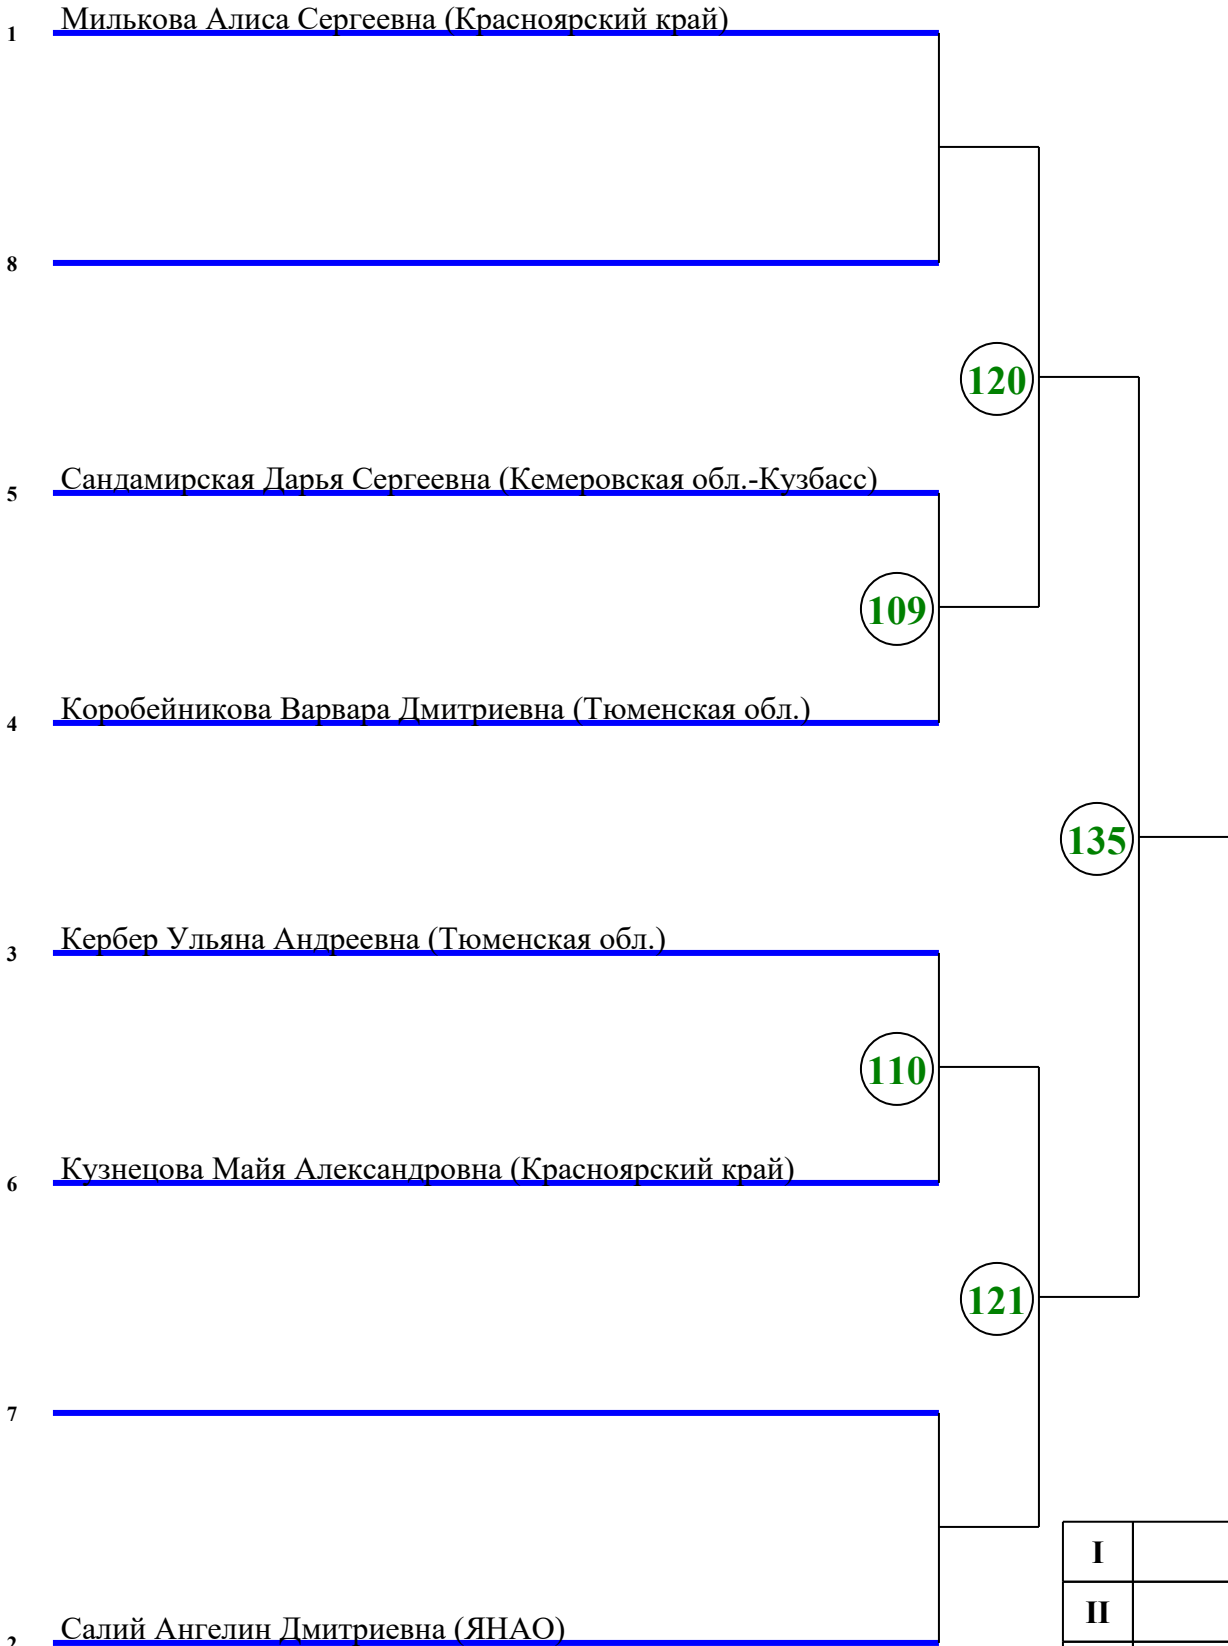 1 Милькова Алиса Сергеевна (Красноярский край)
8
120
5 Сандамирская Дарья Сергеевна (Кемеровская обл.-Кузбасс)
109
4 Коробейникова Варвара Дмитриевна (Тюменская обл.)
135
3 Кербер Ульяна Андреевна (Тюменская обл.)
110
6 Кузнецова Майя Александровна (Красноярский край)
121
7
I
II
2 Салий Ангелин Дмитриевна (ЯНАО)